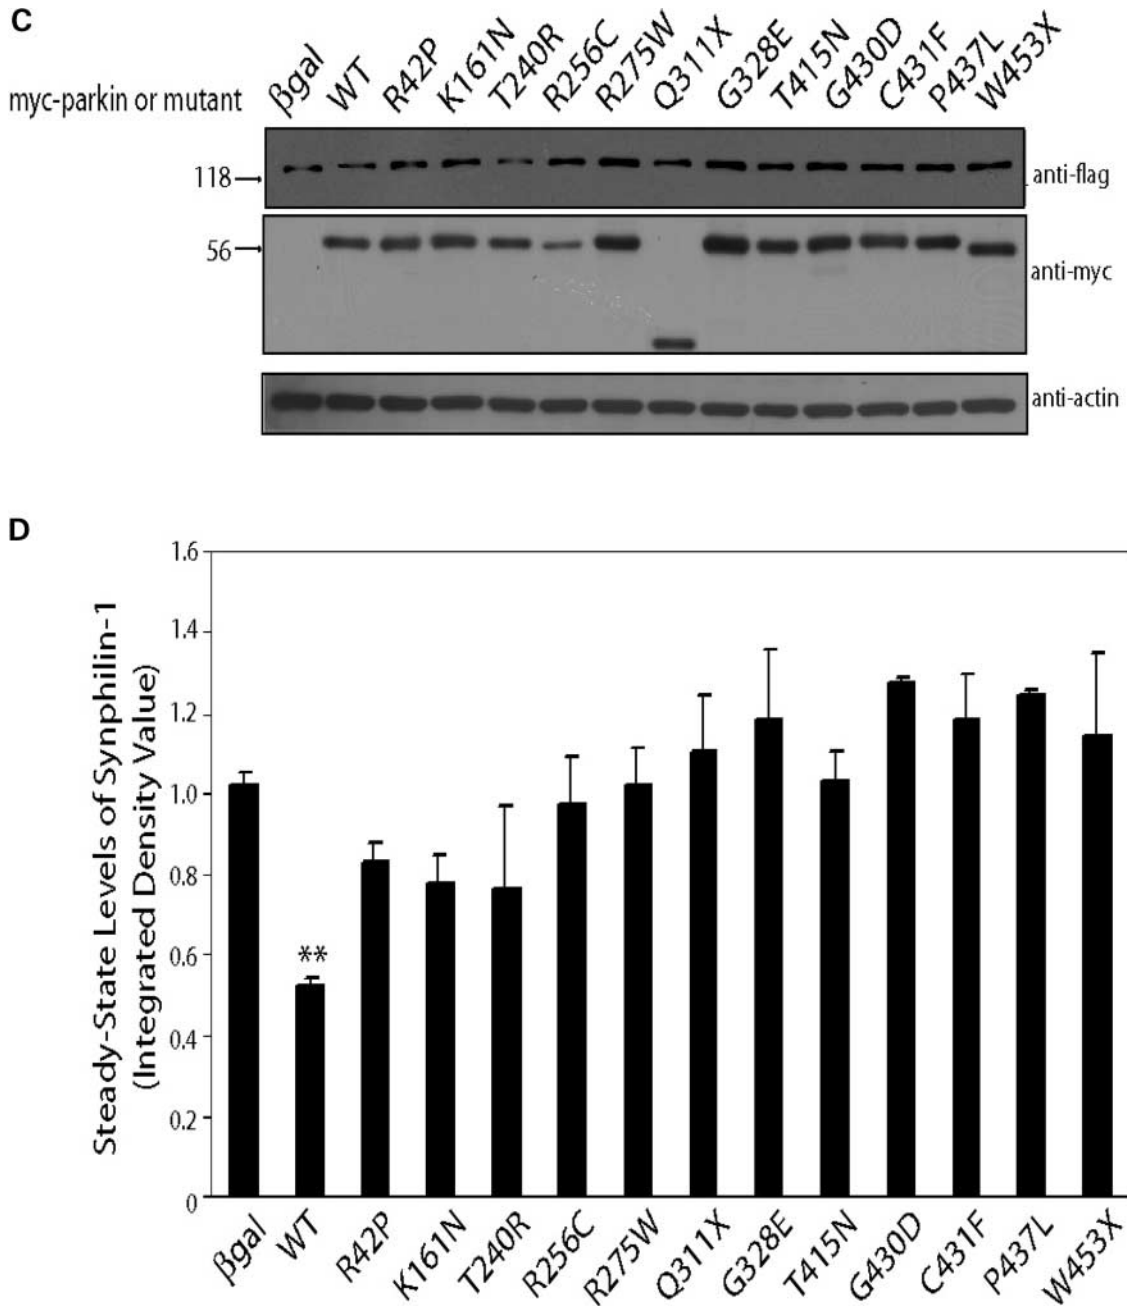 C
myc-parkin or mutant βgal WT R42P K161N T240R R256C R275W Q311X G328E T415N G430D C431F P437L W453X
118 anti-flag
56 anti-myc
anti-actin
D
Steady-State Levels of Synphilin-1
(Integrated Density Value)
1.6
1.4
1.2
1.0
0.8
0.6
0.4
0.2
0
**
βgal WT R42P K161N T240R R256C R275W Q311X G328E T415N G430D C431F P437L W453X